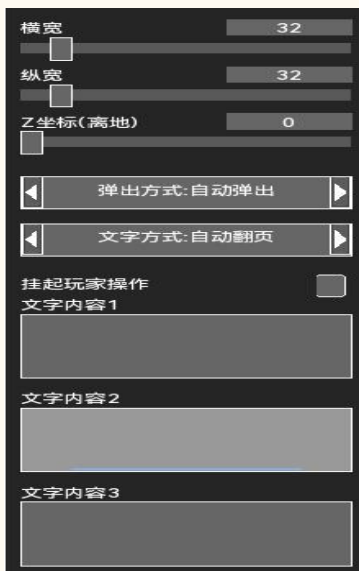 横宽 32
纵宽 32
Z坐标(离地) 0
弹出方式:自动弹出
文字方式:自动翻页
挂起玩家操作
文字内容1
文字内容2
文字内容3